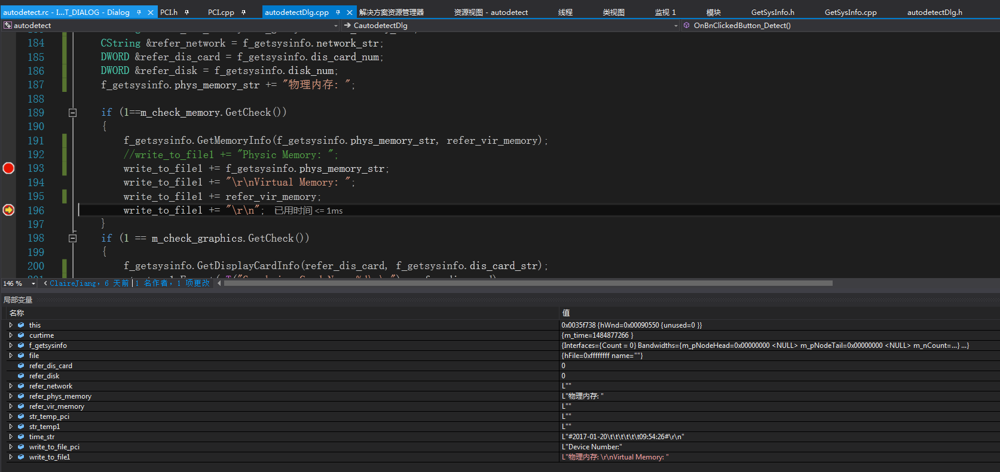 autodetect.rc - I...T_DIALOG - Dialog PCI.h PCI.cpp autodetectDlg.cpp 解决方案资源管理器 资源视图 - autodetect 线程 类视图 监视 1 模块 GetSysInfo.h GetSysInfo.cpp autodetectDlg.h
autodetect CautodetectDlg OnBnClickedButton_Detect()
184 CString &refer_network = f_getsysinfo.network_str;
185 DWORD &refer_dis_card = f_getsysinfo.dis_card_num;
186 DWORD &refer_disk = f_getsysinfo.disk_num;
187 f_getsysinfo.phys_memory_str += "物理内存: ";
188
189 if (1==m_check_memory.GetCheck())
190 {
191 f_getsysinfo.GetMemoryInfo(f_getsysinfo.phys_memory_str, refer_vir_memory);
192 //write_to_file1 += "Physic Memory: ";
193 write_to_file1 += f_getsysinfo.phys_memory_str;
194 write_to_file1 += "\r\nVirtual Memory: ";
195 write_to_file1 += refer_vir_memory;
196 write_to_file1 += "\r\n"; 已用时间 <= 1ms
197 }
198 if (1 == m_check_graphics.GetCheck())
199 {
200 f_getsysinfo.GetDisplayCardInfo(refer_dis_card, f_getsysinfo.dis_card_str);
146 % ClaireJiang, 6 天前 | 1 名作者, 1 项更改
局部变量
名称 值
this 0x0035f738 {hWnd=0x00090550 {unused=0 }}
curtime {m_time=1484877266 }
f_getsysinfo {Interfaces={Count = 0} Bandwidths={m_pNodeHead=0x00000000 <NULL> m_pNodeTail=0x00000000 <NULL> m_nCount=...} ...}
file {hFile=0xffffffff name=""}
refer_dis_card 0
refer_disk 0
refer_network L""
refer_phys_memory L"物理内存: "
refer_vir_memory L""
str_temp_pci L""
str_temp1 L""
time_str L"#2017-01-20\t\t\t\t\t\t09:54:26#\r\n"
write_to_file_pci L"Device Number:"
write_to_file1 L"物理内存: \r\nVirtual Memory: "